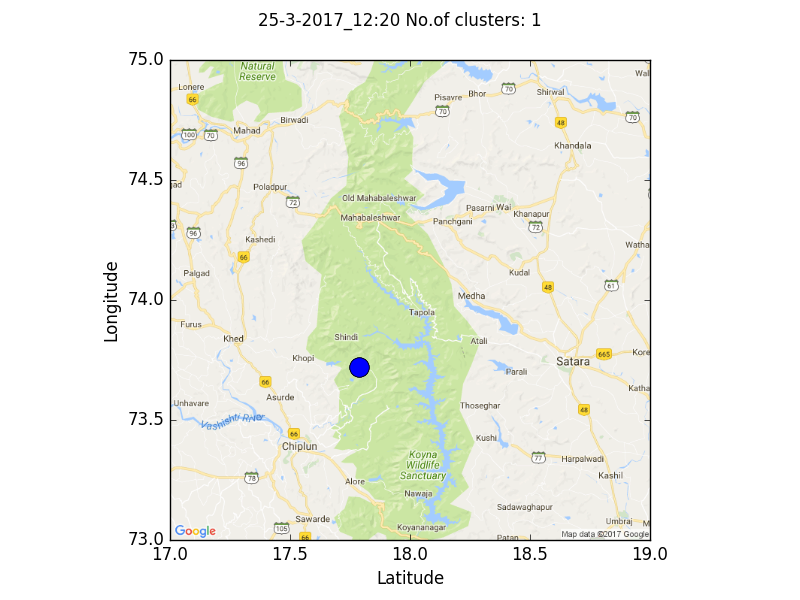 25-3-2017_12:20 No.of clusters: 1
75.0
74.5
74.0
73.5
73.0
Longitude
17.0 17.5 18.0 18.5 19.0
Latitude
Natural
Reserve
Lonere
66
100
70
Mahad
Birwadi
Pisavre
Bhor
70
70
Shirwal
Wai
48
70
Khandala
96
Poladpur
72
Old Mahabaleshwar
Mahabaleshwar
Pasarni Wai
Panchgani
Khanapur
72
gad
96
Kashedi
66
Watha
Palgad
Kudal
48
61
Medha
Tapola
Furus
Khed
Shindi
Khopi
Atali
Satara
665
Kore
Parali
66
Asurde
Katha
Unhavare
Vashishti River
66
Chiplun
Thoseghar
48
Kushi
77
Harpalwadi
Kashil
Koyna
Wildlife
Sanctuary
78
Alore
Nawaja
Sawarde
105
66
Koyananagar
Sadawaghapur
Umbraj
M
Patan
Google
Map data ©2017 Google